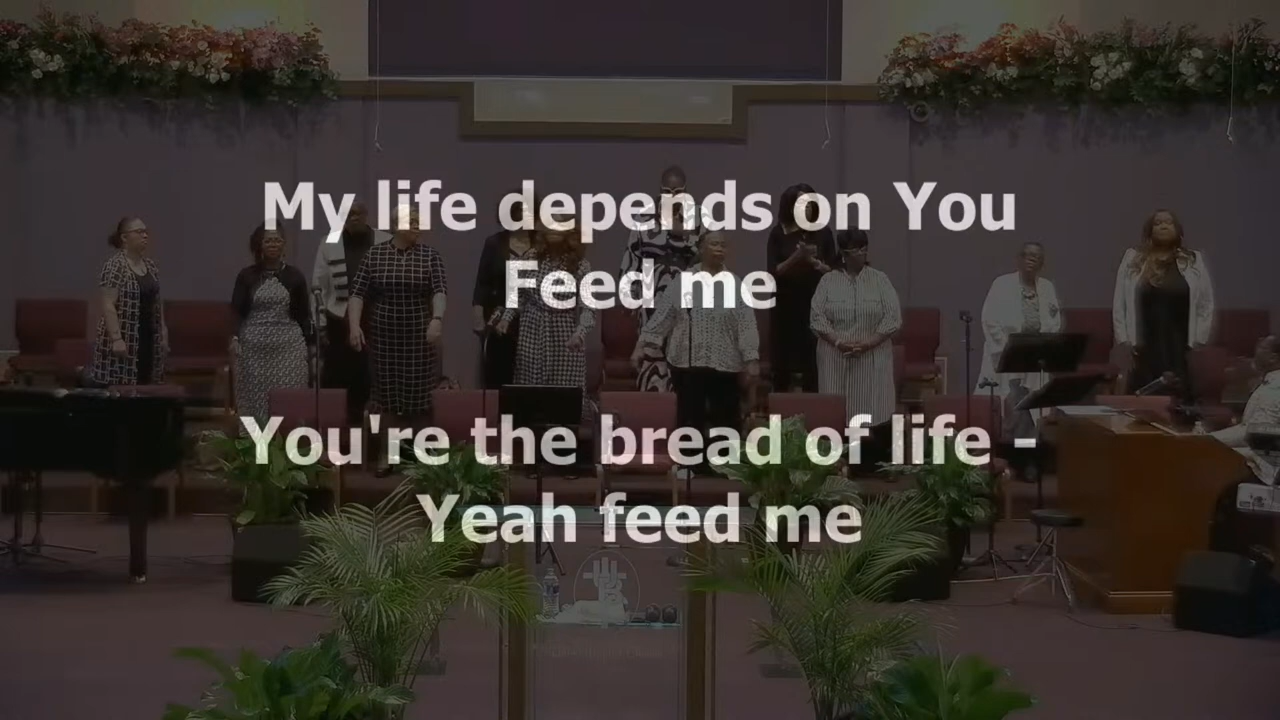 My life depends on You
Feed me
You're the bread of life -
Yeah feed me